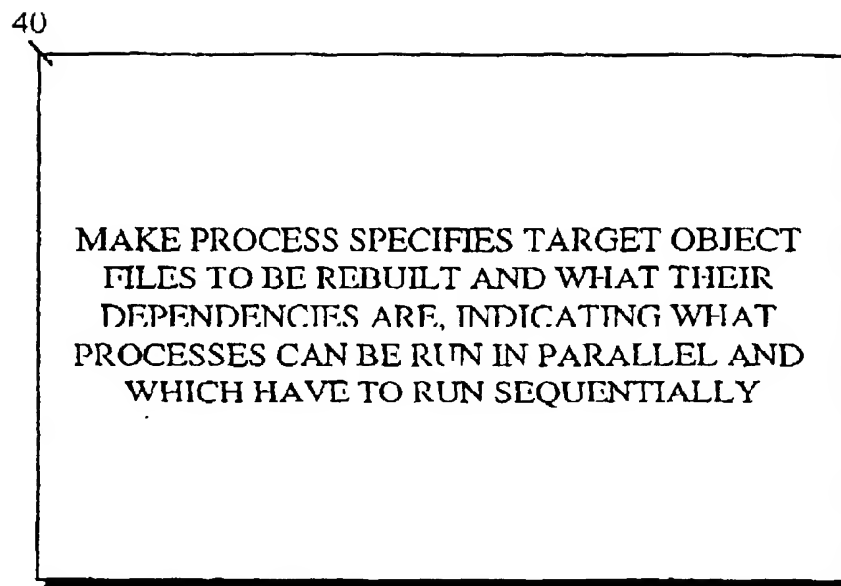 40
MAKE PROCESS SPECIFIES TARGET OBJECT
FILES TO BE REBUILT AND WHAT THEIR
DEPENDENCIES ARE, INDICATING WHAT
PROCESSES CAN BE RUN IN PARALLEL AND
WHICH HAVE TO RUN SEQUENTIALLY